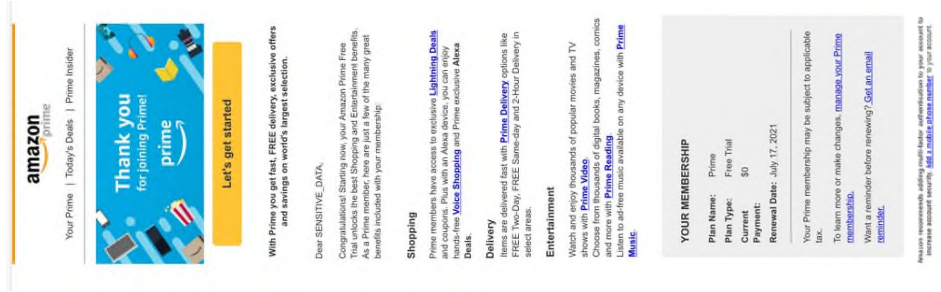 amazon
prime
Your Prime | Today's Deals | Prime Insider
Thank you
for joining Prime!
prime
Let's get started
With Prime you get fast, FREE delivery, exclusive offers
and savings on world's largest selection.
Dear SENSITIVE_DATA,
Congratulations! Starting now, your Amazon Prime Free
Trial unlocks the best Shopping and Entertainment benefits.
As a Prime member, here are just a few of the many great
benefits included with your membership:
Shopping
Prime members have access to exclusive Lightning Deals
and coupons. Plus with an Alexa device, you can enjoy
hands-free Voice Shopping and Prime exclusive Alexa
Deals.
Delivery
Items are delivered fast with Prime Delivery options like
FREE Two-Day, FREE Same-day and 2-Hour Delivery in
select areas.
Entertainment
Watch and enjoy thousands of popular movies and TV
shows with Prime Video.
Choose from thousands of digital books, magazines, comics
and more with Prime Reading.
Listen to ad-free music available on any device with Prime
Music.
YOUR MEMBERSHIP
Plan Name: Prime
Plan Type: Free Trial
Current $0
Payment:
Renewal Date: July 17, 2021
Your Prime membership may be subject to applicable
tax.
To learn more or make changes, manage your Prime
membership.
Want a reminder before renewing? Get an email
reminder.
Amazon recommends adding multi-factor authentication to your account to
increase account security. Add a mobile phone number to your account.